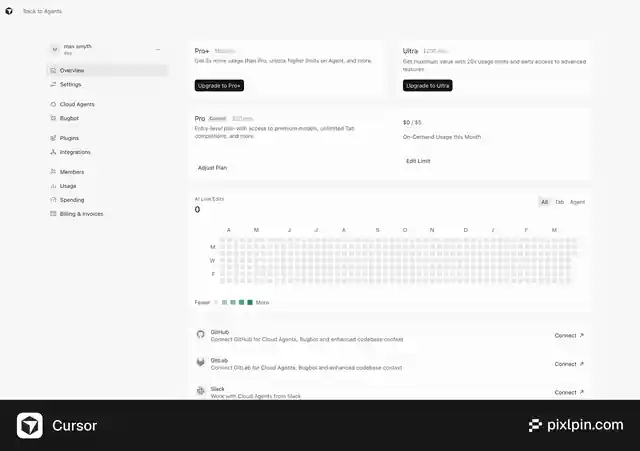 Back to Agents
max smyth
Overview
Settings
Cloud Agents
Bugbot
Plugins
Integrations
Members
Usage
Spending
Billing & Invoices
Pro+
Get 3x more usage than Pro, unlock higher limits on Agent, and more.
Upgrade to Pro+
Ultra
Get maximum value with 20x usage limits and early access to advanced
features.
Upgrade to Ultra
Pro Current
Entry-level plan with access to premium models, unlimited Tab
completions, and more.
Adjust Plan
$0 / $5
On-Demand Usage this Month
Edit Limit
AI Line Edits
0
All Tab Agent
A M J J A S O N D J F M
M
W
F
Fewer More
GitHub
Connect GitHub for Cloud Agents, Bugbot and enhanced codebase context
Connect ↗
GitLab
Connect GitLab for Cloud Agents, Bugbot and enhanced codebase context
Connect ↗
Slack
Work with Cloud Agents from Slack
Connect ↗
Cursor
pixlpin.com